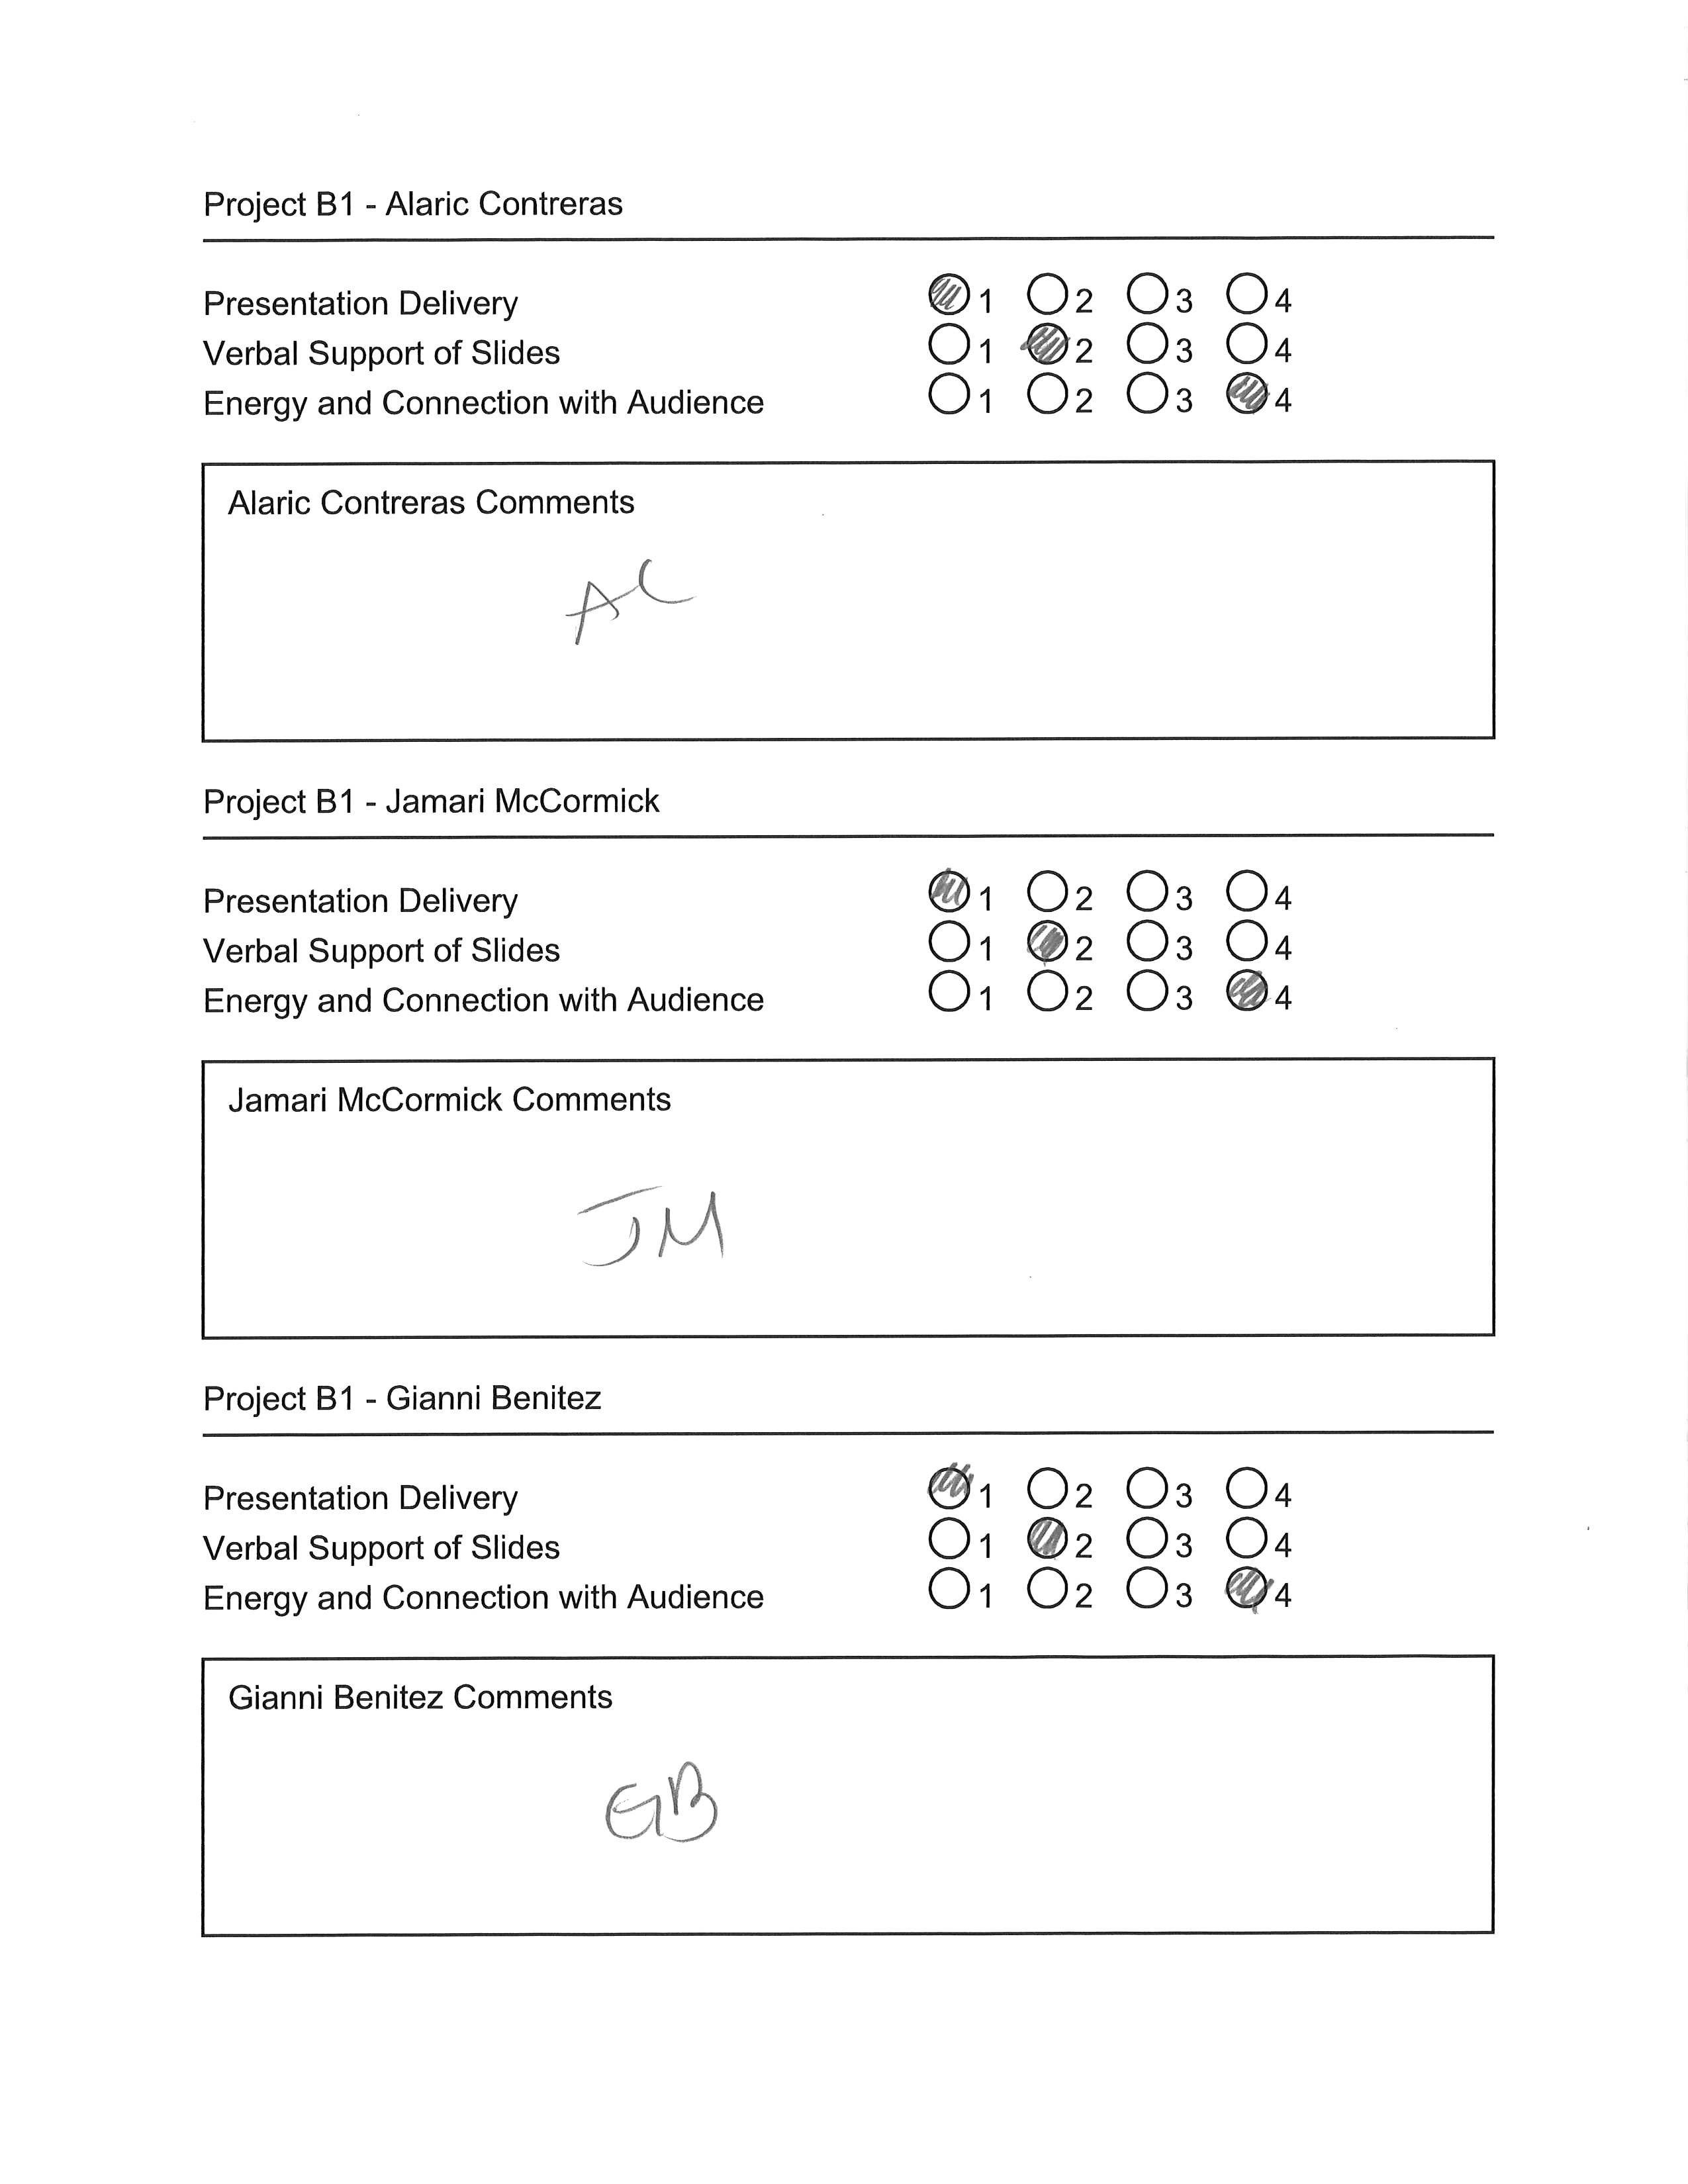 Project B1 - Alaric Contreras
Presentation Delivery 1 2 3 4
Verbal Support of Slides 1 2 3 4
Energy and Connection with Audience 1 2 3 4
Alaric Contreras Comments
AC
Project B1 - Jamari McCormick
Presentation Delivery 1 2 3 4
Verbal Support of Slides 1 2 3 4
Energy and Connection with Audience 1 2 3 4
Jamari McCormick Comments
JM
Project B1 - Gianni Benitez
Presentation Delivery 1 2 3 4
Verbal Support of Slides 1 2 3 4
Energy and Connection with Audience 1 2 3 4
Gianni Benitez Comments
GB